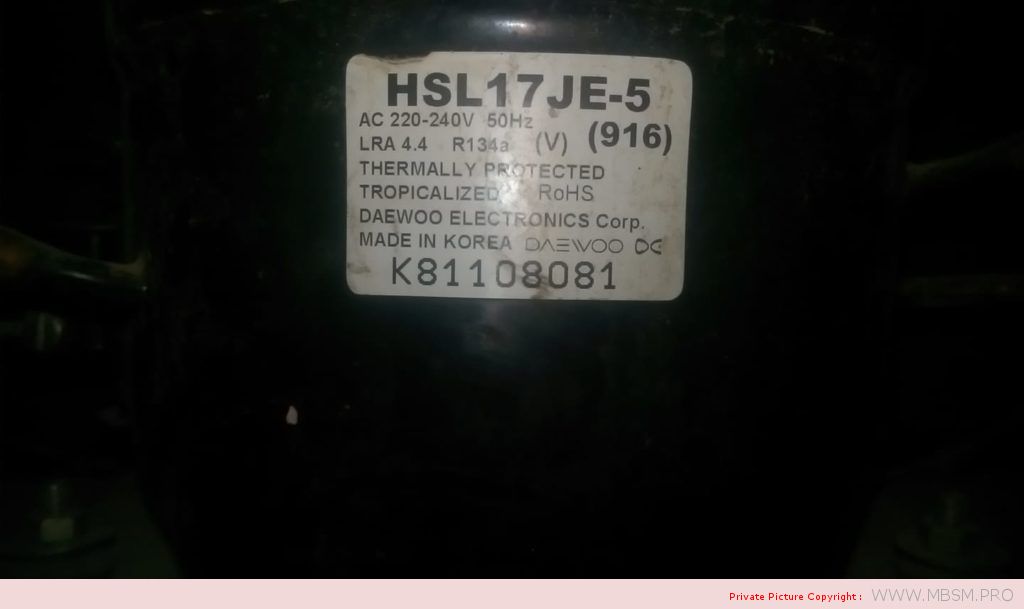 HSL17JE-5
AC 220-240V 50Hz
(916)
LRA 4.4 R134a (V)
THERMALLY PROTECTED
TROPICALIZED RoHS
DAEWOO ELECTRONICS Corp.
MADE IN KOREA DAEWOO DE
K81108081
Private Picture Copyright : WWW.MBSM.PRO